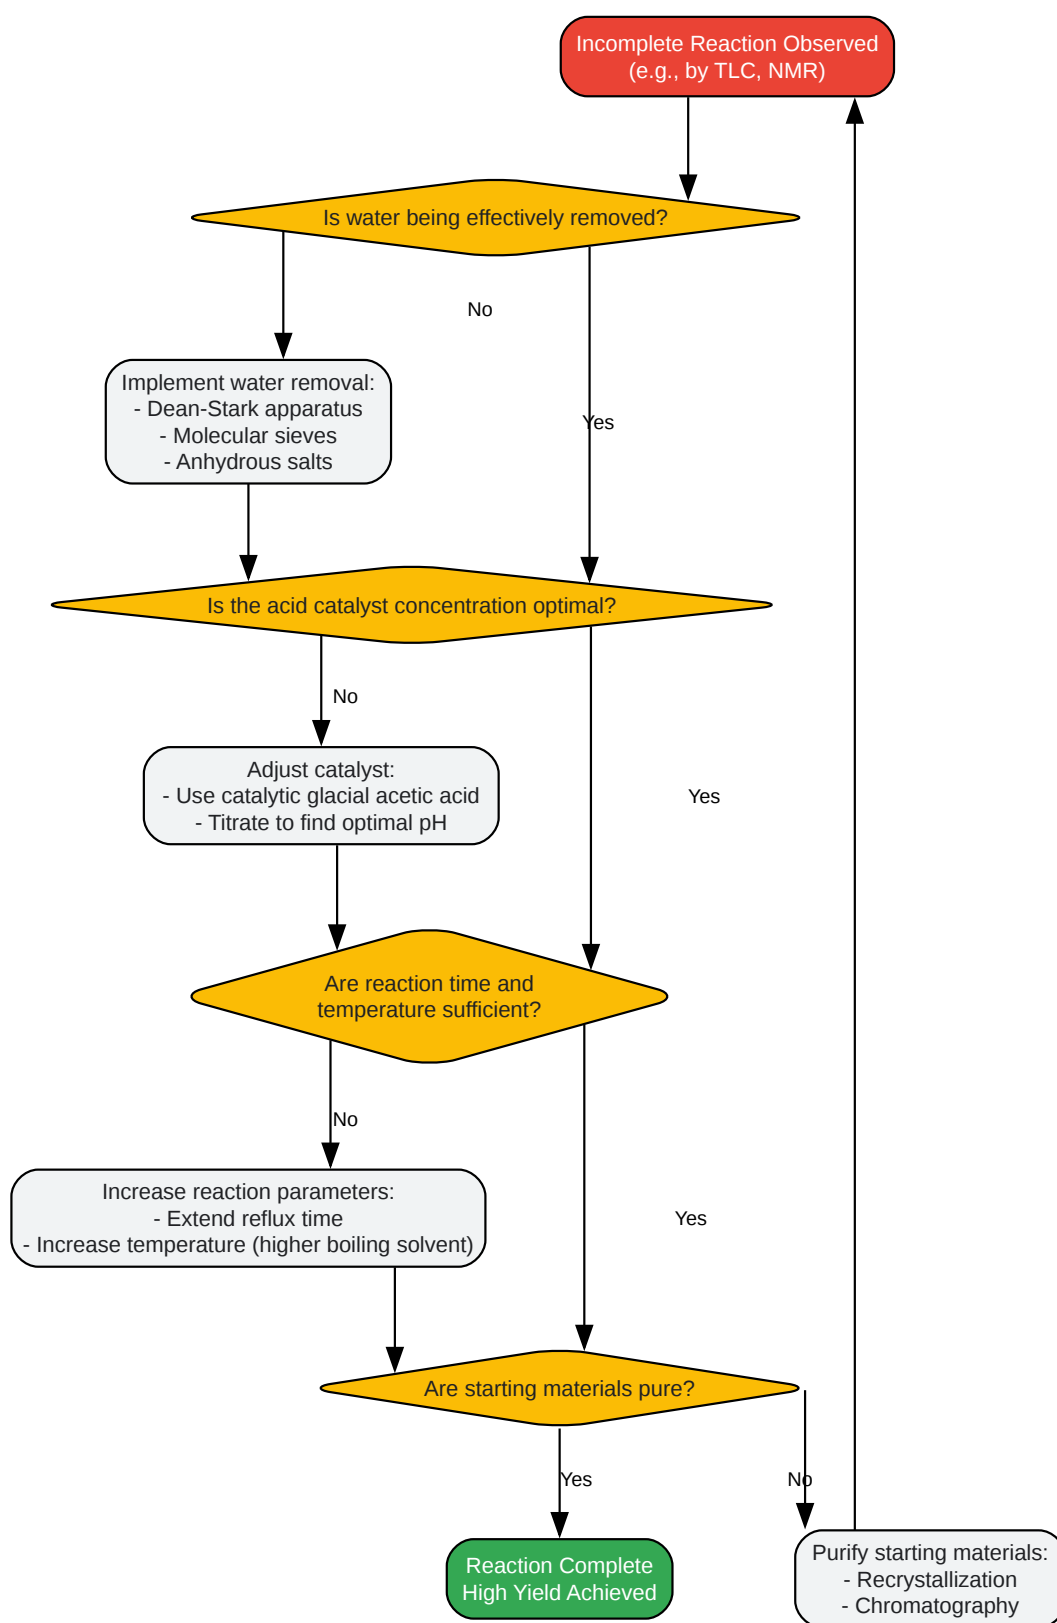 Incomplete Reaction Observed
(e.g., by TLC, NMR)
Is water being effectively removed?
No
Implement water removal:
- Dean-Stark apparatus
- Molecular sieves
- Anhydrous salts
Yes
Is the acid catalyst concentration optimal?
No
Adjust catalyst:
- Use catalytic glacial acetic acid
- Titrate to find optimal pH
Yes
Are reaction time and
temperature sufficient?
No
Increase reaction parameters:
- Extend reflux time
- Increase temperature (higher boiling solvent)
Yes
Are starting materials pure?
Yes
No
Reaction Complete
High Yield Achieved
Purify starting materials:
- Recrystallization
- Chromatography